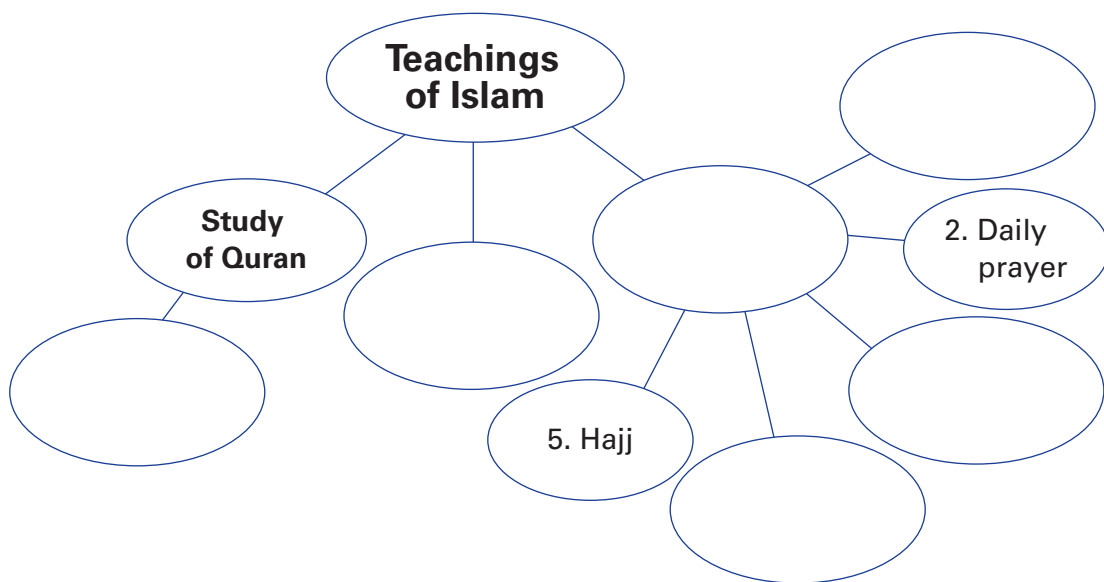 Teachings
of Islam
Study
of Quran
2. Daily
prayer
5. Hajj